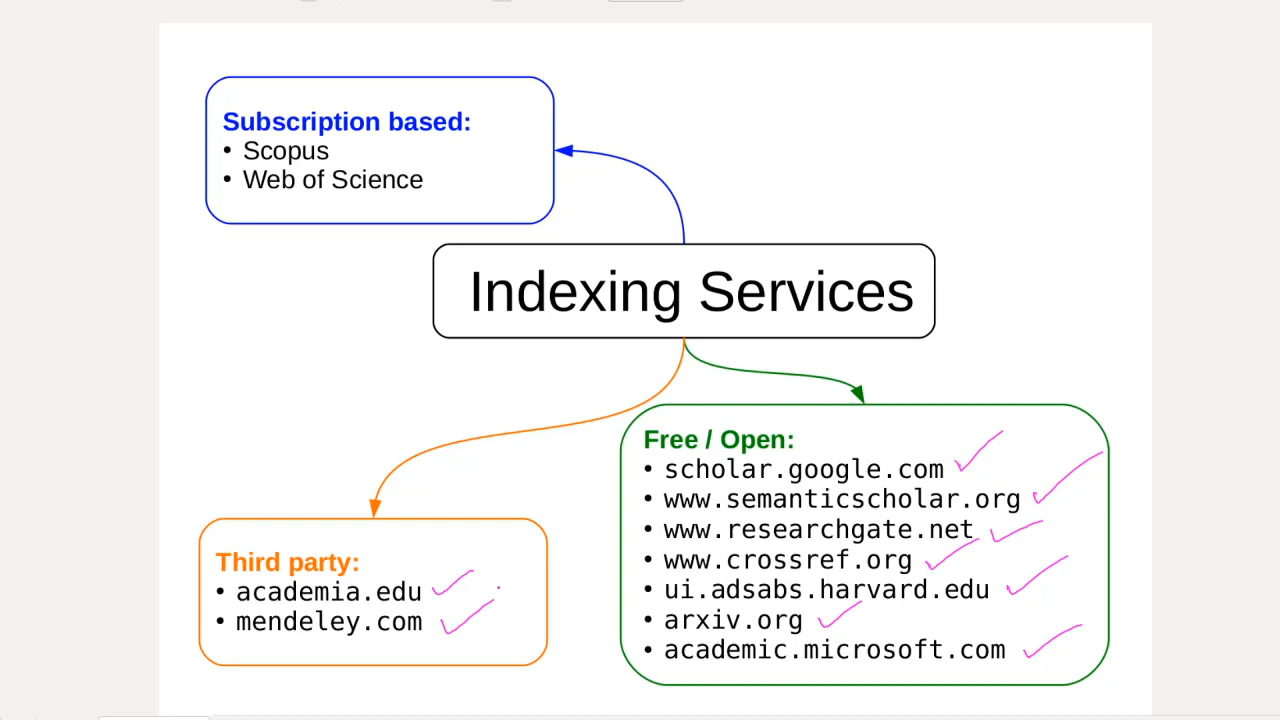 Subscription based:
• Scopus
• Web of Science
Indexing Services
Third party:
• academia.edu
• mendeley.com
Free / Open:
• scholar.google.com
• www.semanticscholar.org
• www.researchgate.net
• www.crossref.org
• ui.adsabs.harvard.edu
• arxiv.org
• academic.microsoft.com